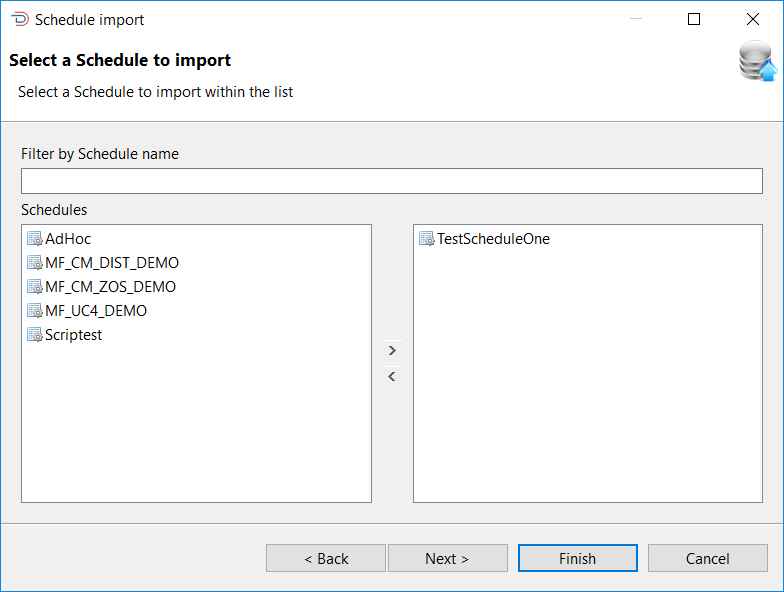 Schedule import
Select a Schedule to import
Select a Schedule to import within the list
Filter by Schedule name
Schedules
AdHoc
MF_CM_DIST_DEMO
MF_CM_ZOS_DEMO
MF_UC4_DEMO
Scriptest
TestScheduleOne
>
<
< Back
Next >
Finish
Cancel